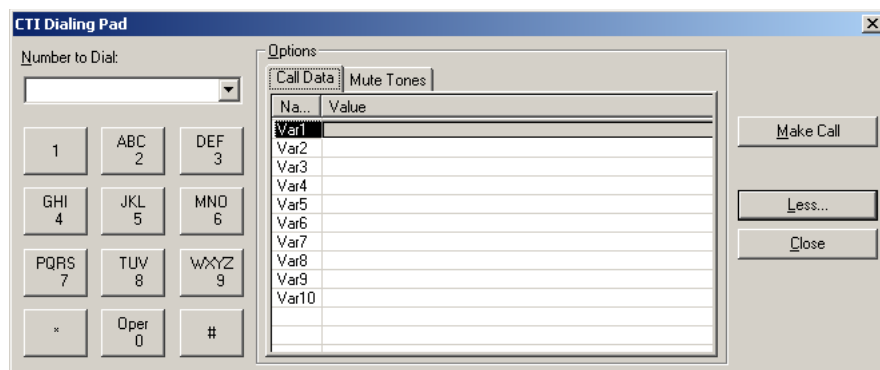 CTI Dialing Pad
Number to Dial:
1
ABC
2
DEF
3
GHI
4
JKL
5
MNO
6
PQRS
7
TUV
8
WXYZ
9
*
Oper
0
#
Options
Call Data
Mute Tones
Na... Value
Var1
Var2
Var3
Var4
Var5
Var6
Var7
Var8
Var9
Var10
Make Call
Less...
Close